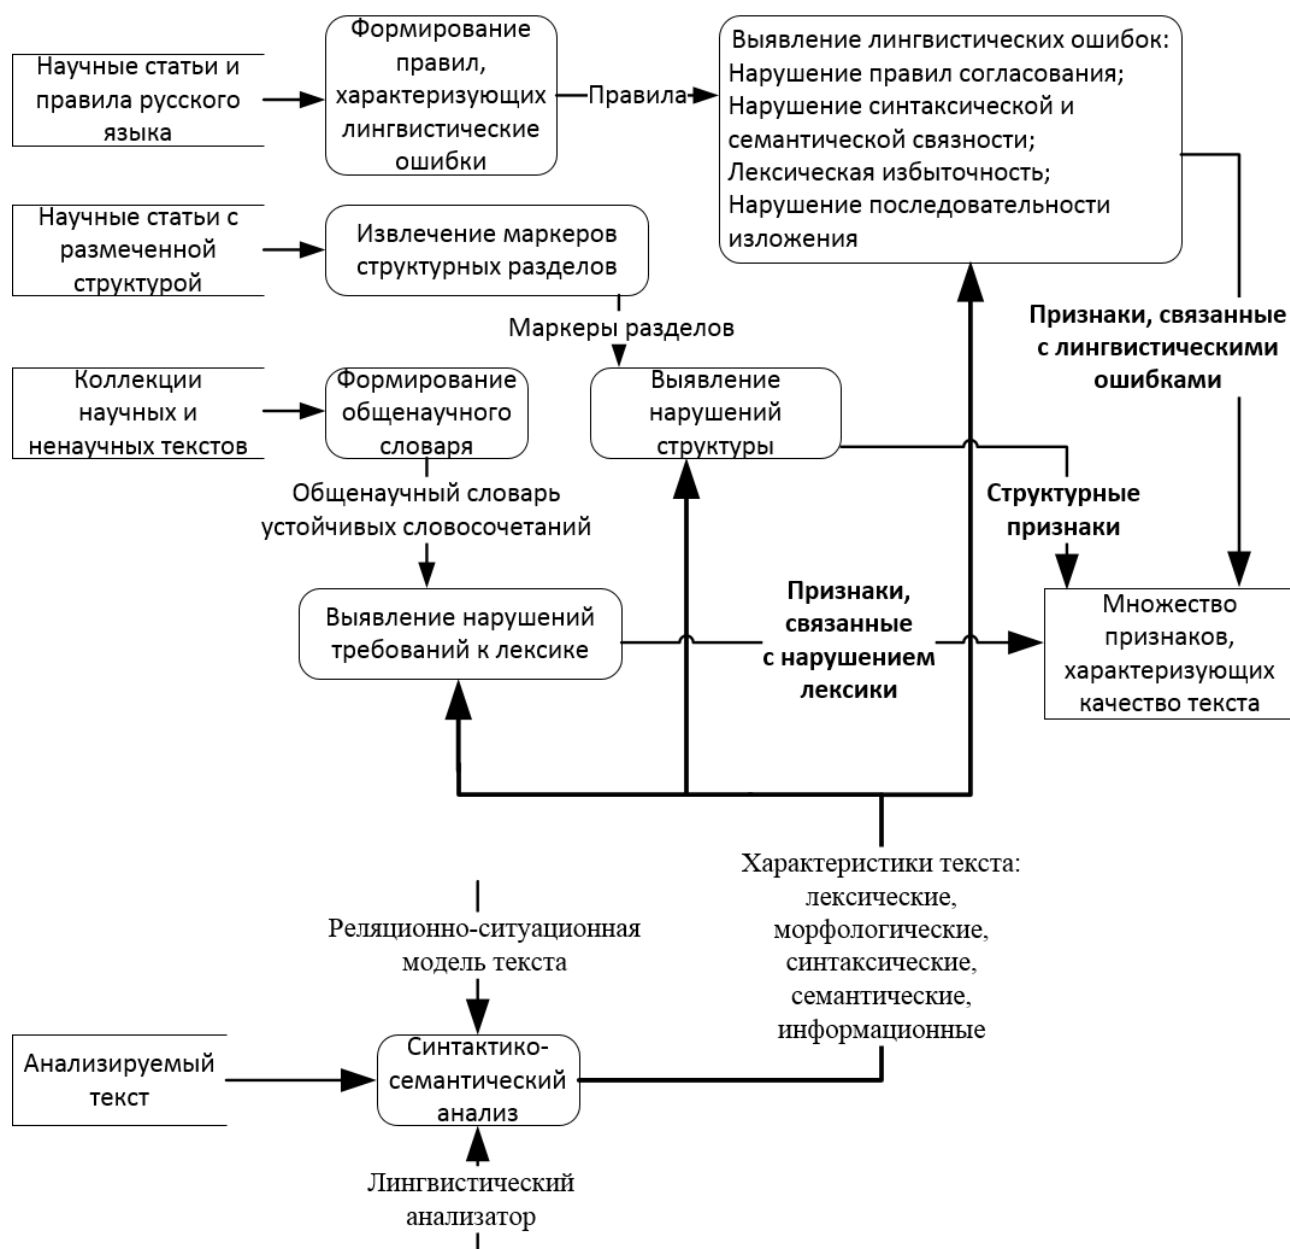 Научные статьи и
правила русского
языка
Формирование
правил,
характеризующих
лингвистические
ошибки
Правила
Выявление лингвистических ошибок:
Нарушение правил согласования;
Нарушение синтаксической и
семантической связности;
Лексическая избыточность;
Нарушение последовательности
изложения
Научные статьи с
размеченной
структурой
Извлечение маркеров
структурных разделов
Маркеры разделов
Признаки, связанные
с лингвистическими
ошибками
Коллекции
научных и
ненаучных текстов
Формирование
общенаучного
словаря
Выявление
нарушений
структуры
Общенаучный словарь
устойчивых словосочетаний
Структурные
признаки
Выявление нарушений
требований к лексике
Признаки,
связанные
с нарушением
лексики
Множество
признаков,
характеризующих
качество текста
Характеристики текста:
лексические,
морфологические,
синтаксические,
семантические,
информационные
Реляционно-ситуационная
модель текста
Анализируемый
текст
Синтактико-
семантический
анализ
Лингвистический
анализатор